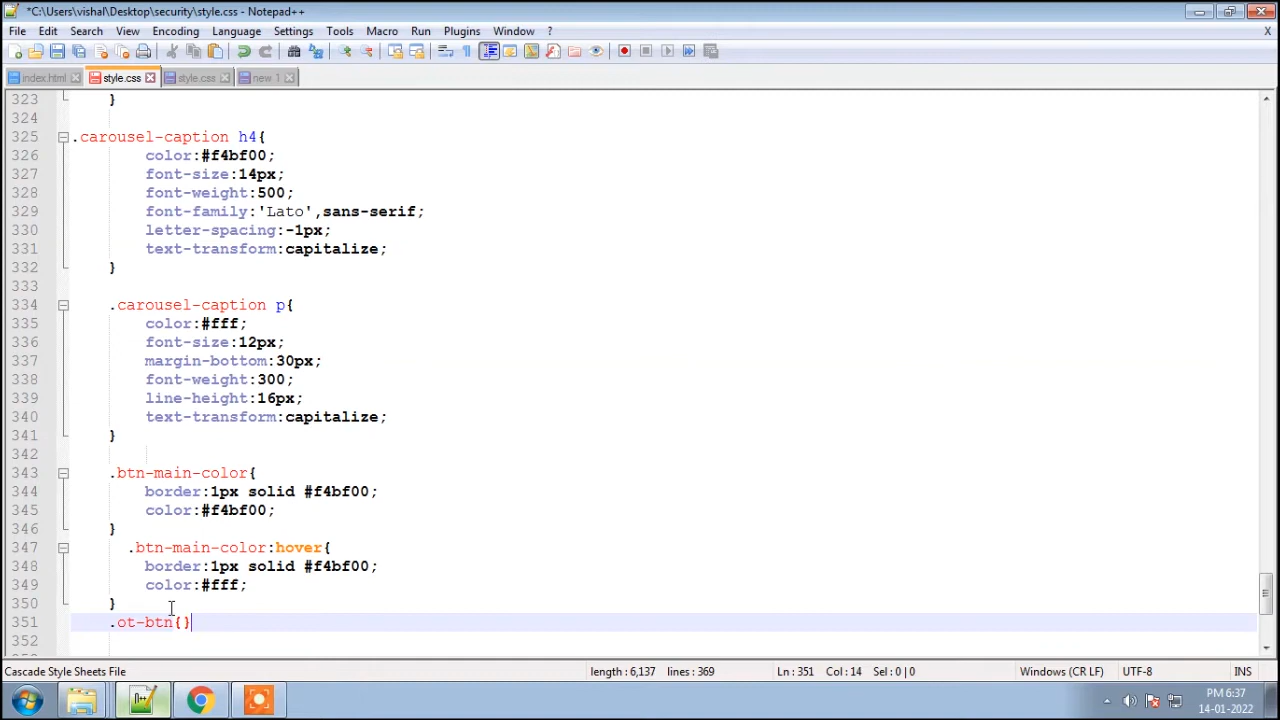 *C:\Users\vishal\Desktop\security\style.css - Notepad++
File Edit Search View Encoding Language Settings Tools Macro Run Plugins Window ? X
index.html style.css style.css new 1
323 }
324
325 .carousel-caption h4{
326 color:#f4bf00;
327 font-size:14px;
328 font-weight:500;
329 font-family:'Lato',sans-serif;
330 letter-spacing:-1px;
331 text-transform:capitalize;
332 }
333
334 .carousel-caption p{
335 color:#fff;
336 font-size:12px;
337 margin-bottom:30px;
338 font-weight:300;
339 line-height:16px;
340 text-transform:capitalize;
341 }
342
343 .btn-main-color{
344 border:1px solid #f4bf00;
345 color:#f4bf00;
346 }
347 .btn-main-color:hover{
348 border:1px solid #f4bf00;
349 color:#fff;
350 }
351 .ot-btn{}
352
Cascade Style Sheets File length : 6,137 lines : 369 Ln : 351 Col : 14 Sel : 0 | 0 Windows (CR LF) UTF-8 INS
PM 6:37
14-01-2022